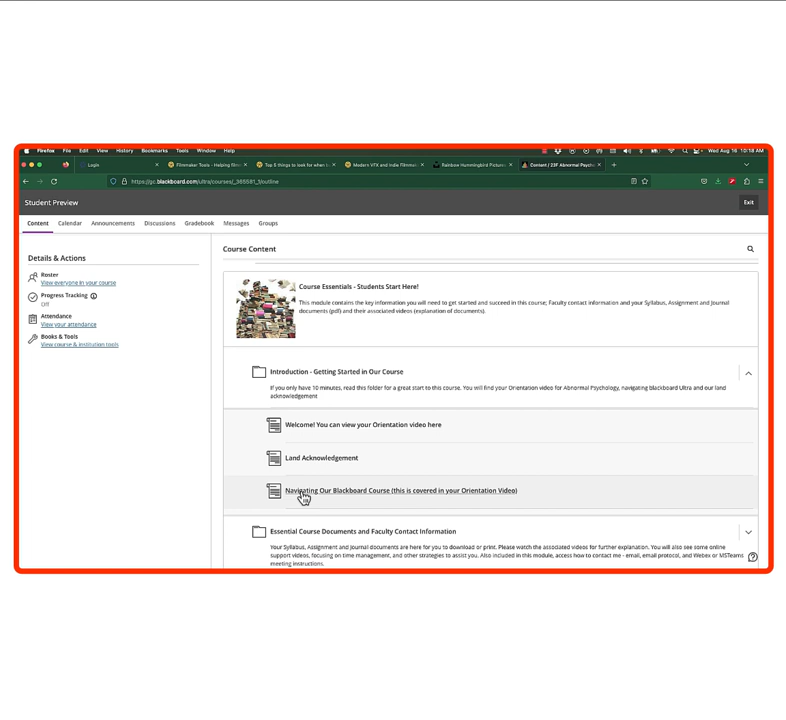 Firefox File Edit View History Bookmarks Tools Window Help
Wed Aug 16 10:18 AM
Login
Filmmaker Tools - Helping film
Top 5 things to look for when
Modern VFX and Indie Filmmak
Rainbow Hummingbird Pictures
Content / 23F Abnormal Psych
https://gc.blackboard.com/ultra/courses/_365581_1/outline
Student Preview
Exit
Content Calendar Announcements Discussions Gradebook Messages Groups
Details & Actions
Roster
View everyone in your course
Progress Tracking
Off
Attendance
View your attendance
Books & Tools
View course & institution tools
Course Content
Course Essentials - Students Start Here!
This module contains the key information you will need to get started and succeed in this course; Faculty contact information and your Syllabus, Assignment and Journal
documents (pdf) and their associated videos (explanation of documents).
Introduction - Getting Started in Our Course
If you only have 10 minutes, read this folder for a great start to this course. You will find your Orientation video for Abnormal Psychology, navigating blackboard Ultra and our land
acknowledgement
Welcome! You can view your Orientation video here
Land Acknowledgement
Navigating Our Blackboard Course (this is covered in your Orientation Video)
Essential Course Documents and Faculty Contact Information
Your Syllabus, Assignment and Journal documents are here for you to download or print. Please watch the associated videos for further explanation. You will also see some online
support videos, focusing on time management, and other strategies to assist you. Also included in this module, access how to contact me - email, email protocol, and Webex or MSTeams
meeting instructions.